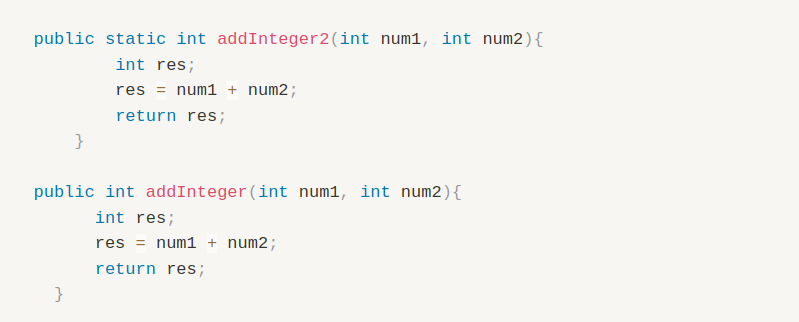 public static int addInteger2(int num1, int num2){
        int res;
        res = num1 + num2;
        return res;
    }

public int addInteger(int num1, int num2){
      int res;
      res = num1 + num2;
      return res;
  }